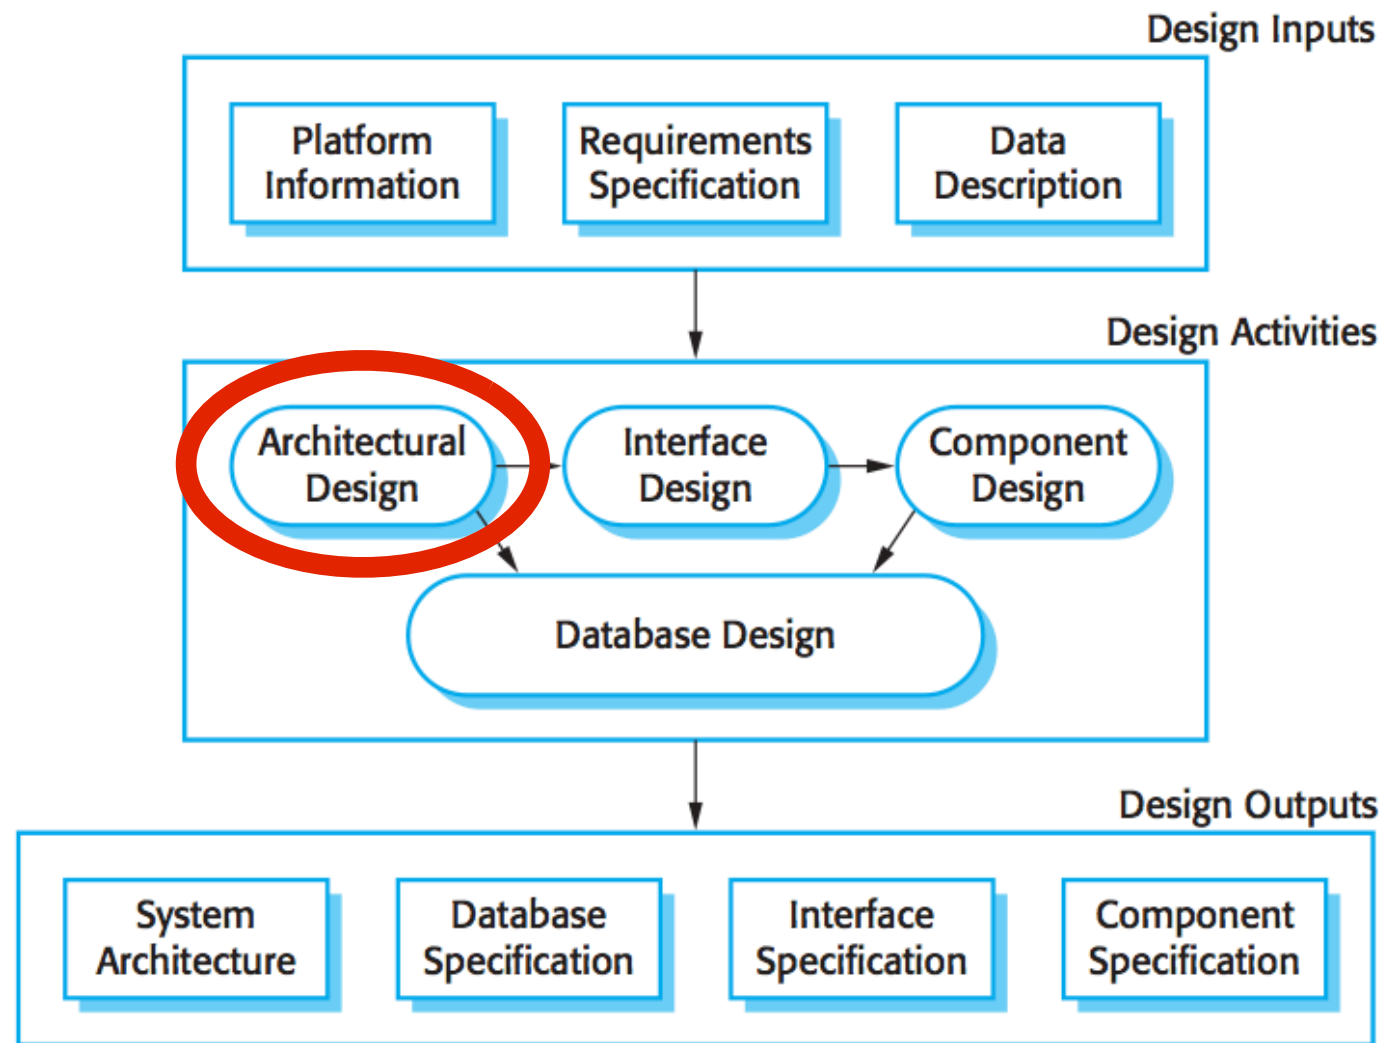 Design Inputs
Platform
Information
Requirements
Specification
Data
Description
Design Activities
Architectural
Design
Interface
Design
Component
Design
Database Design
Design Outputs
System
Architecture
Database
Specification
Interface
Specification
Component
Specification